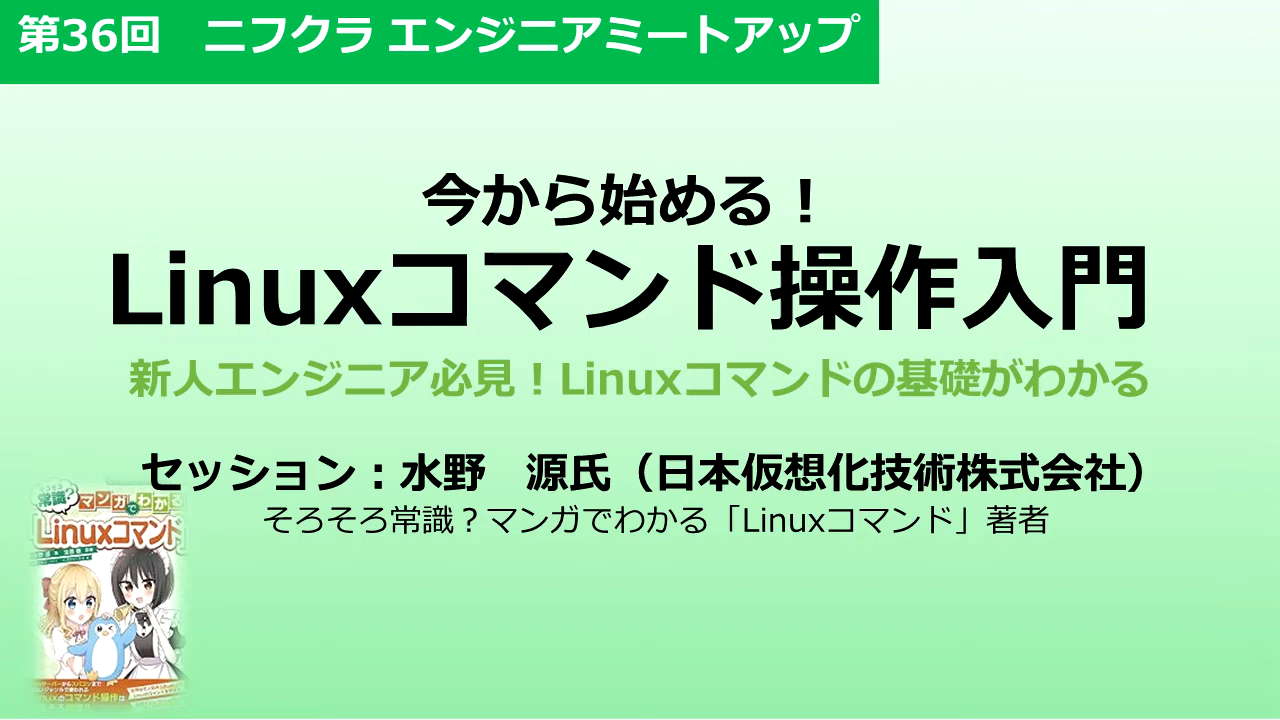 第36回　ニフクラ エンジニアミートアップ
今から始める！
Linuxコマンド操作入門
新人エンジニア必見！Linuxコマンドの基礎がわかる
セッション：水野　源氏（日本仮想化技術株式会社）
そろそろ常識？マンガでわかる「Linuxコマンド」著者
常識?
マンガでわかる
Linuxコマンド